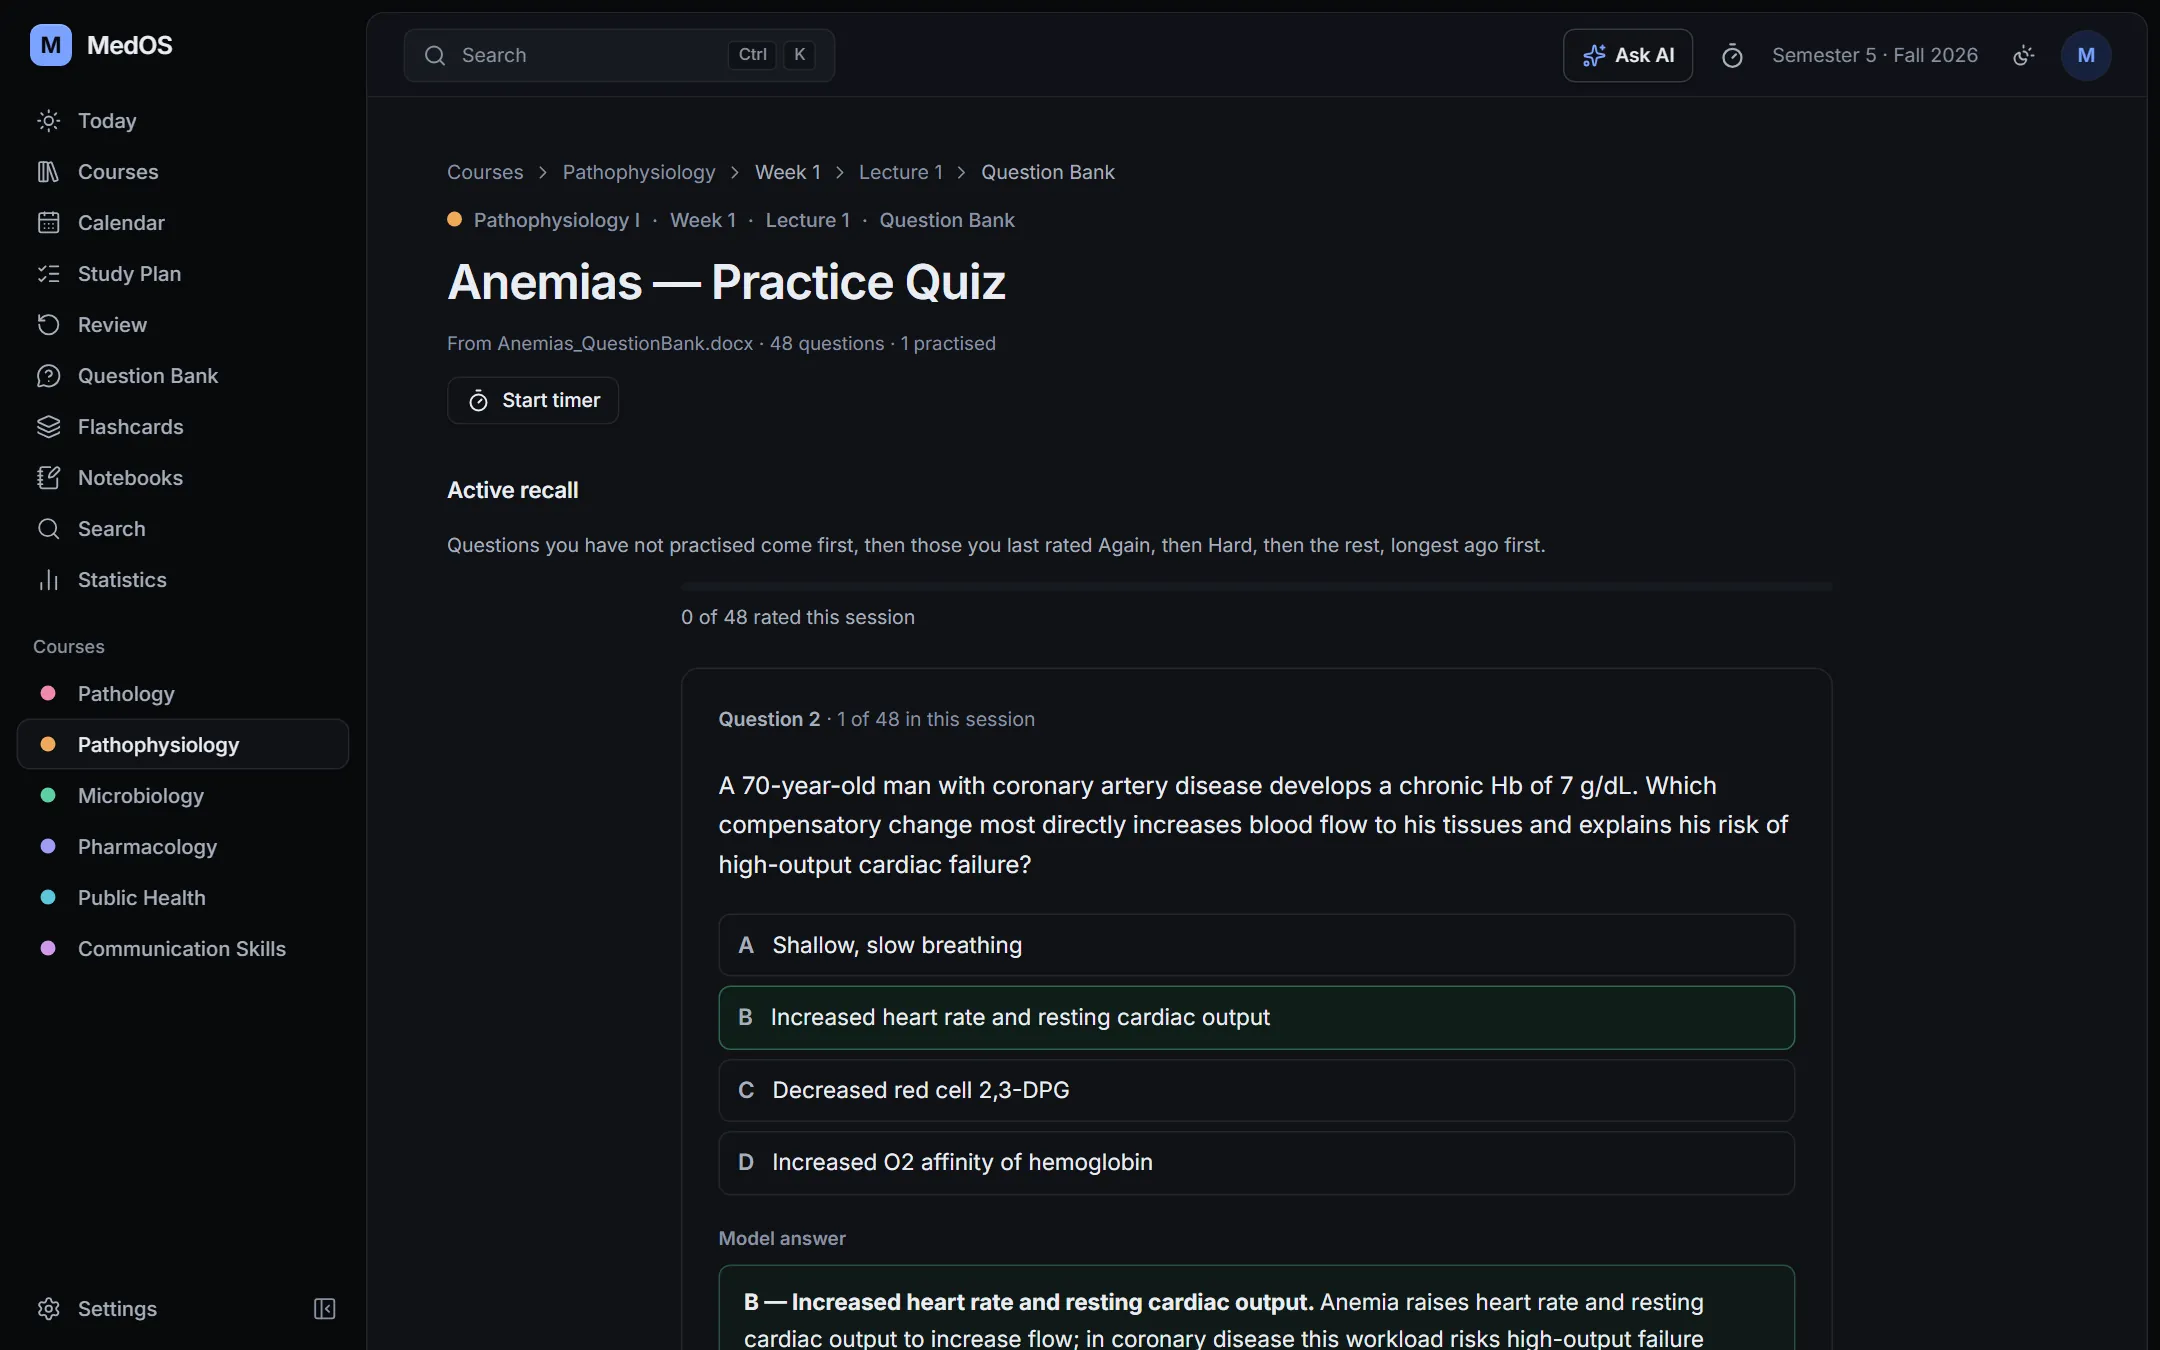 M MedOS
Today
Courses
Calendar
Study Plan
Review
Question Bank
Flashcards
Notebooks
Search
Statistics
Courses
Pathology
Pathophysiology
Microbiology
Pharmacology
Public Health
Communication Skills
Settings
Search Ctrl K
Ask AI
Semester 5 · Fall 2026
M
Courses > Pathophysiology > Week 1 > Lecture 1 > Question Bank
Pathophysiology I · Week 1 · Lecture 1 · Question Bank
Anemias — Practice Quiz
From Anemias_QuestionBank.docx · 48 questions · 1 practised
Start timer
Active recall
Questions you have not practised come first, then those you last rated Again, then Hard, then the rest, longest ago first.
0 of 48 rated this session
Question 2 · 1 of 48 in this session
A 70-year-old man with coronary artery disease develops a chronic Hb of 7 g/dL. Which
compensatory change most directly increases blood flow to his tissues and explains his risk of
high-output cardiac failure?
A Shallow, slow breathing
B Increased heart rate and resting cardiac output
C Decreased red cell 2,3-DPG
D Increased O2 affinity of hemoglobin
Model answer
B — Increased heart rate and resting cardiac output. Anemia raises heart rate and resting
cardiac output to increase flow; in coronary disease this workload risks high-output failure